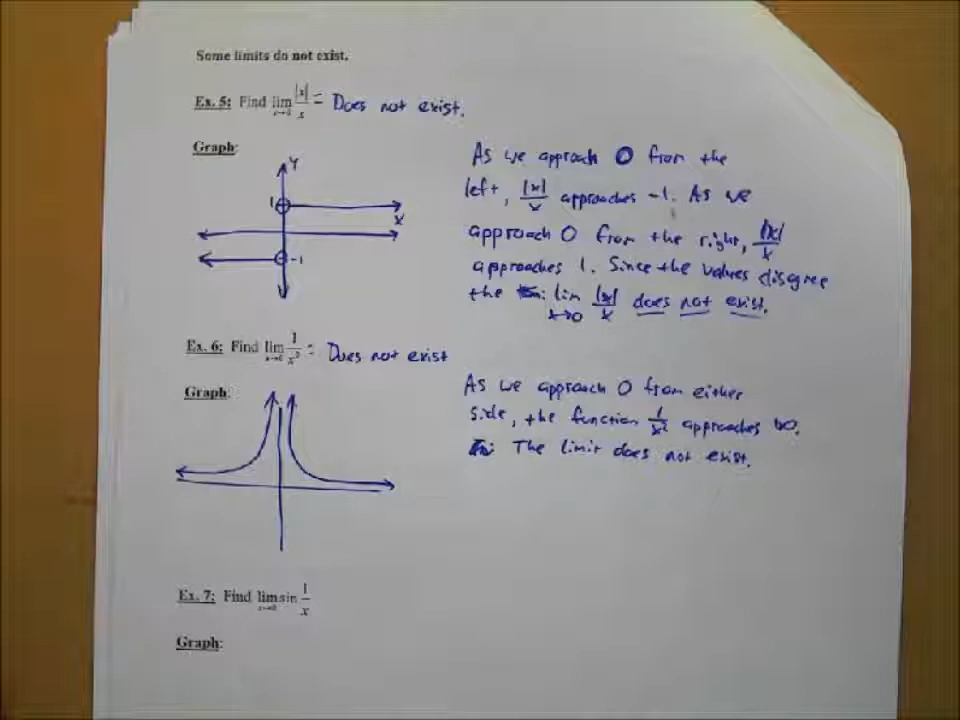 Some limits do not exist.
Ex. 5: Find lim x→0 |x|/x = Does not exist.
Graph:
Y
1
X
-1
As we approach 0 from the
left, |x|/x approaches -1. As we
approach 0 from the right, |x|/x
approaches 1. Since the values disagree
the lim x→0 |x|/x does not exist.
Ex. 6: Find lim x→0 1/x² = Does not exist
Graph:
As we approach 0 from either
side, the function 1/x² approaches ∞.
The limit does not exist.
Ex. 7: Find lim x→0 sin 1/x
Graph: